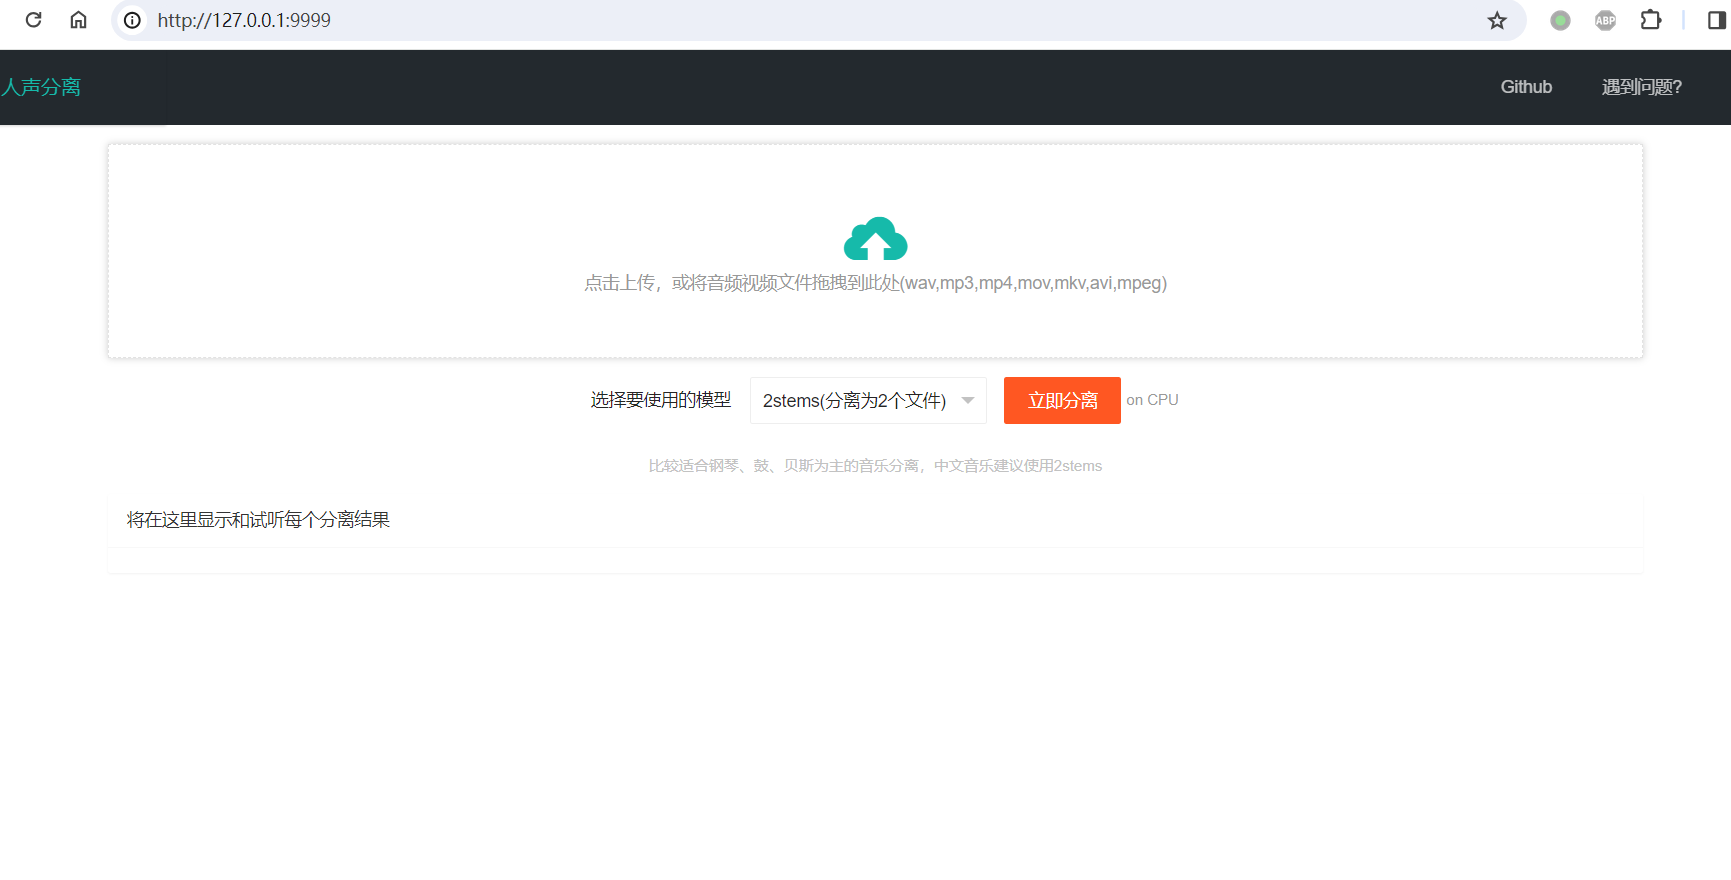 http://127.0.0.1:9999
ABP
人声分离
Github
遇到问题?
点击上传，或将音频视频文件拖拽到此处(wav,mp3,mp4,mov,mkv,avi,mpeg)
选择要使用的模型 2stems(分离为2个文件) 立即分离 on CPU
比较适合钢琴、鼓、贝斯为主的音乐分离，中文音乐建议使用2stems
将在这里显示和试听每个分离结果